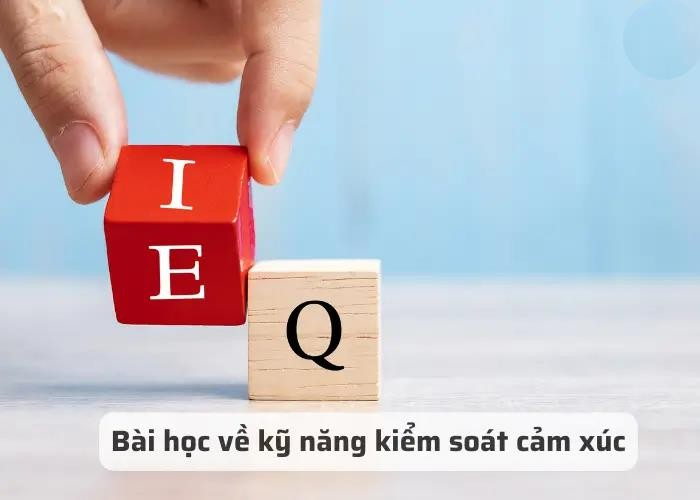 I
E
Q
Bài học về kỹ năng kiểm soát cảm xúc